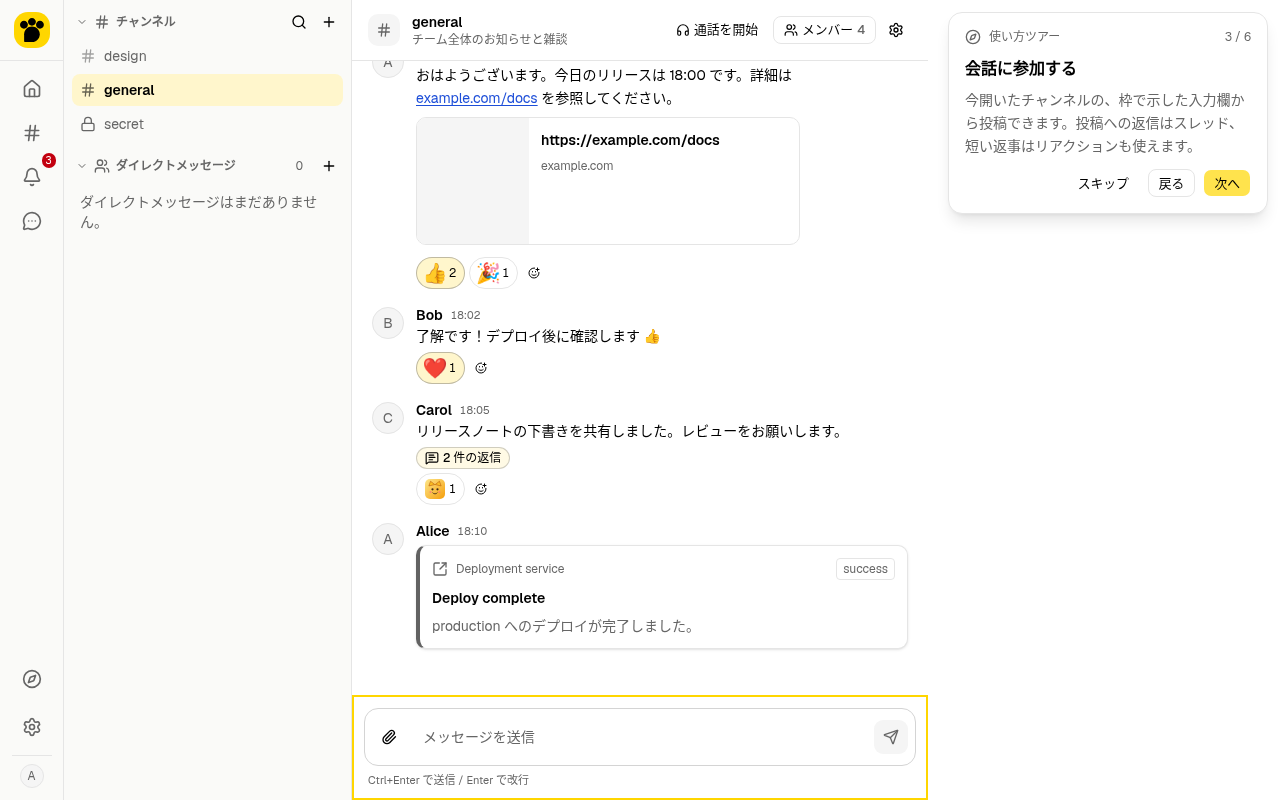 チャンネル
design
general
secret
3
ダイレクトメッセージ 0
ダイレクトメッセージはまだありませ
ん。
A
general
チーム全体のお知らせと雑談
通話を開始
メンバー 4
A
おはようございます。今日のリリースは 18:00 です。詳細は
example.com/docs を参照してください。
https://example.com/docs
example.com
2
1
B
Bob 18:02
了解です！デプロイ後に確認します 👍
1
C
Carol 18:05
リリースノートの下書きを共有しました。レビューをお願いします。
2 件の返信
1
A
Alice 18:10
Deployment service success
Deploy complete
production へのデプロイが完了しました。
メッセージを送信
Ctrl+Enter で送信 / Enter で改行
使い方ツアー 3 / 6
会話に参加する
今開いたチャンネルの、枠で示した入力欄か
ら投稿できます。投稿への返信はスレッド、
短い返事はリアクションも使えます。
スキップ 戻る 次へ